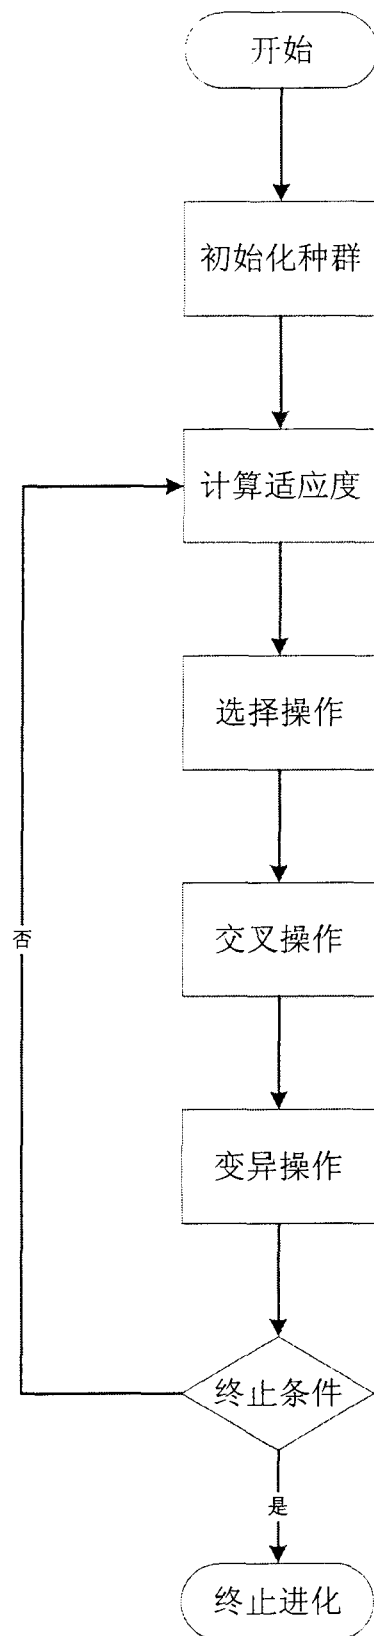 开始
初始化种群
计算适应度
选择操作
交叉操作
否
变异操作
终止条件
是
终止进化